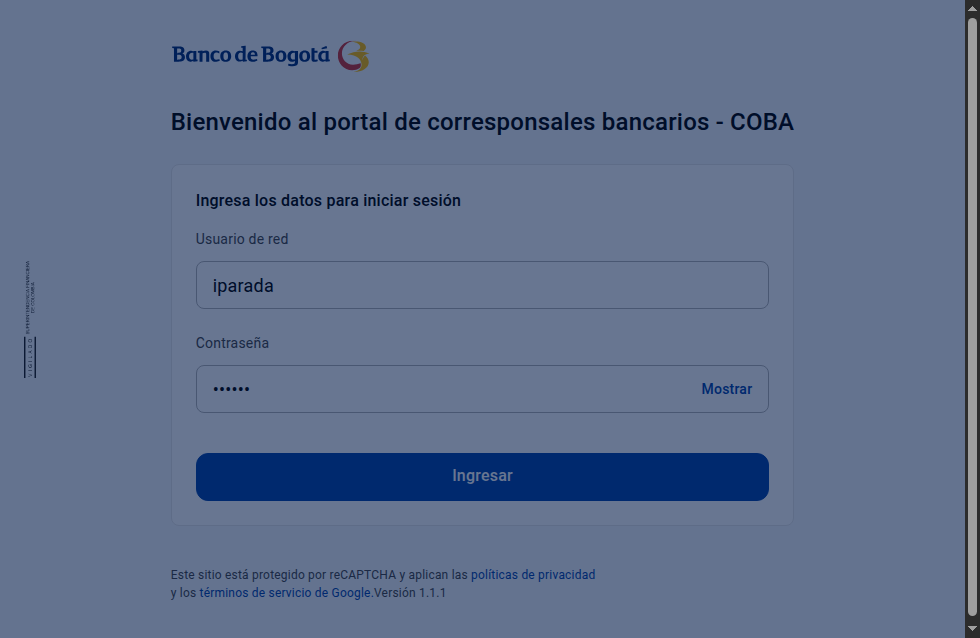 Banco de Bogotá
Bienvenido al portal de corresponsales bancarios - COBA
Ingresa los datos para iniciar sesión
Usuario de red
iparada
Contraseña
••••••
Mostrar
Ingresar
VIGILADO
SUPERINTENDENCIA FINANCIERA
DE COLOMBIA
Este sitio está protegido por reCAPTCHA y aplican las políticas de privacidad
y los términos de servicio de Google.Versión 1.1.1